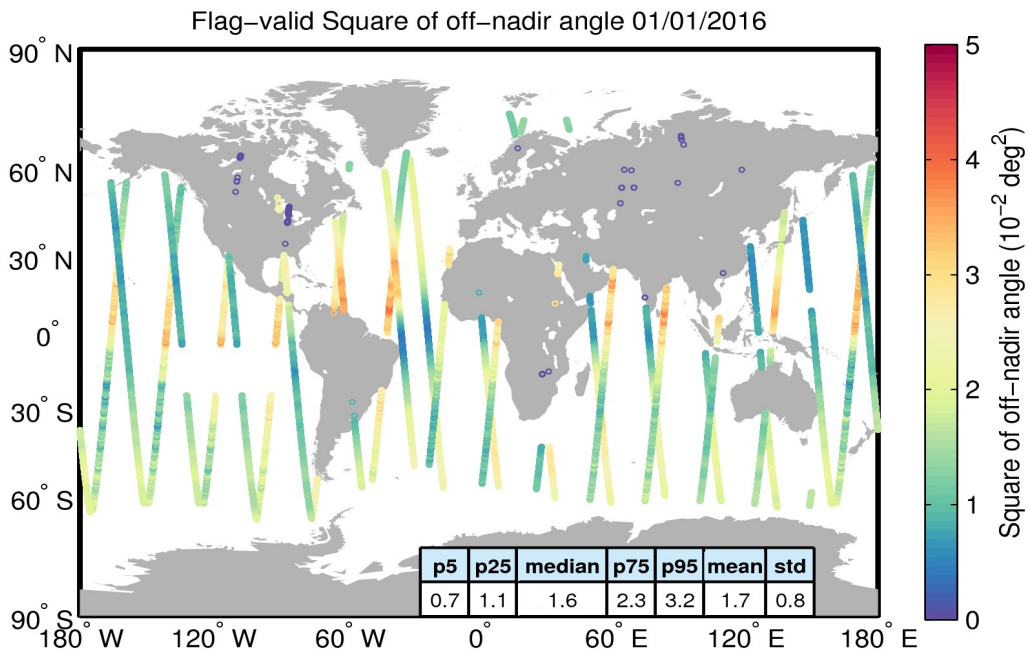 Flag−valid Square of off−nadir angle 01/01/2016
90° N
60° N
30° N
0°
30° S
60° S
90° S
180° W
120° W
60° W
0°
60° E
120° E
180° E
p5 p25 median p75 p95 mean std
0.7 1.1 1.6 2.3 3.2 1.7 0.8
5
4
3
2
1
0
Square of off−nadir angle (10⁻² deg²)